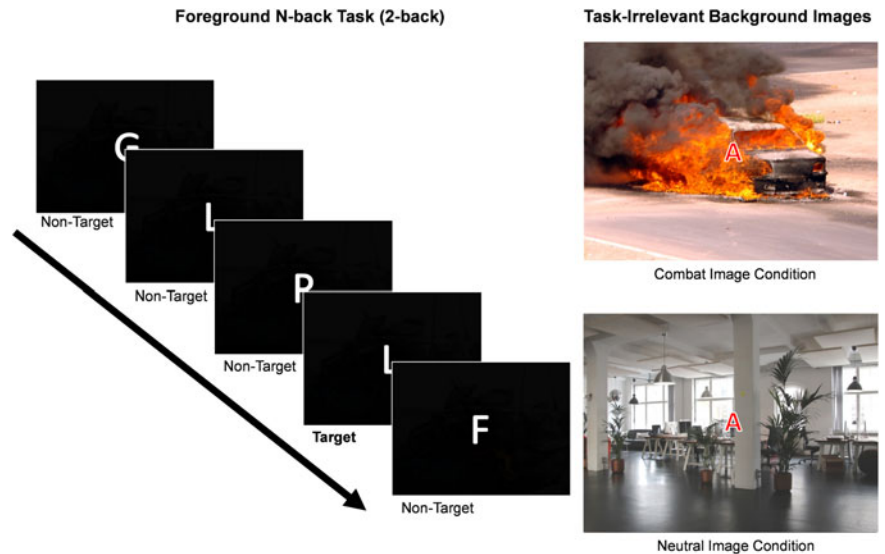 Foreground N-back Task (2-back)
Task-Irrelevant Background Images
G
Non-Target
L
Non-Target
P
Non-Target
L
Target
F
Non-Target
A
Combat Image Condition
A
Neutral Image Condition